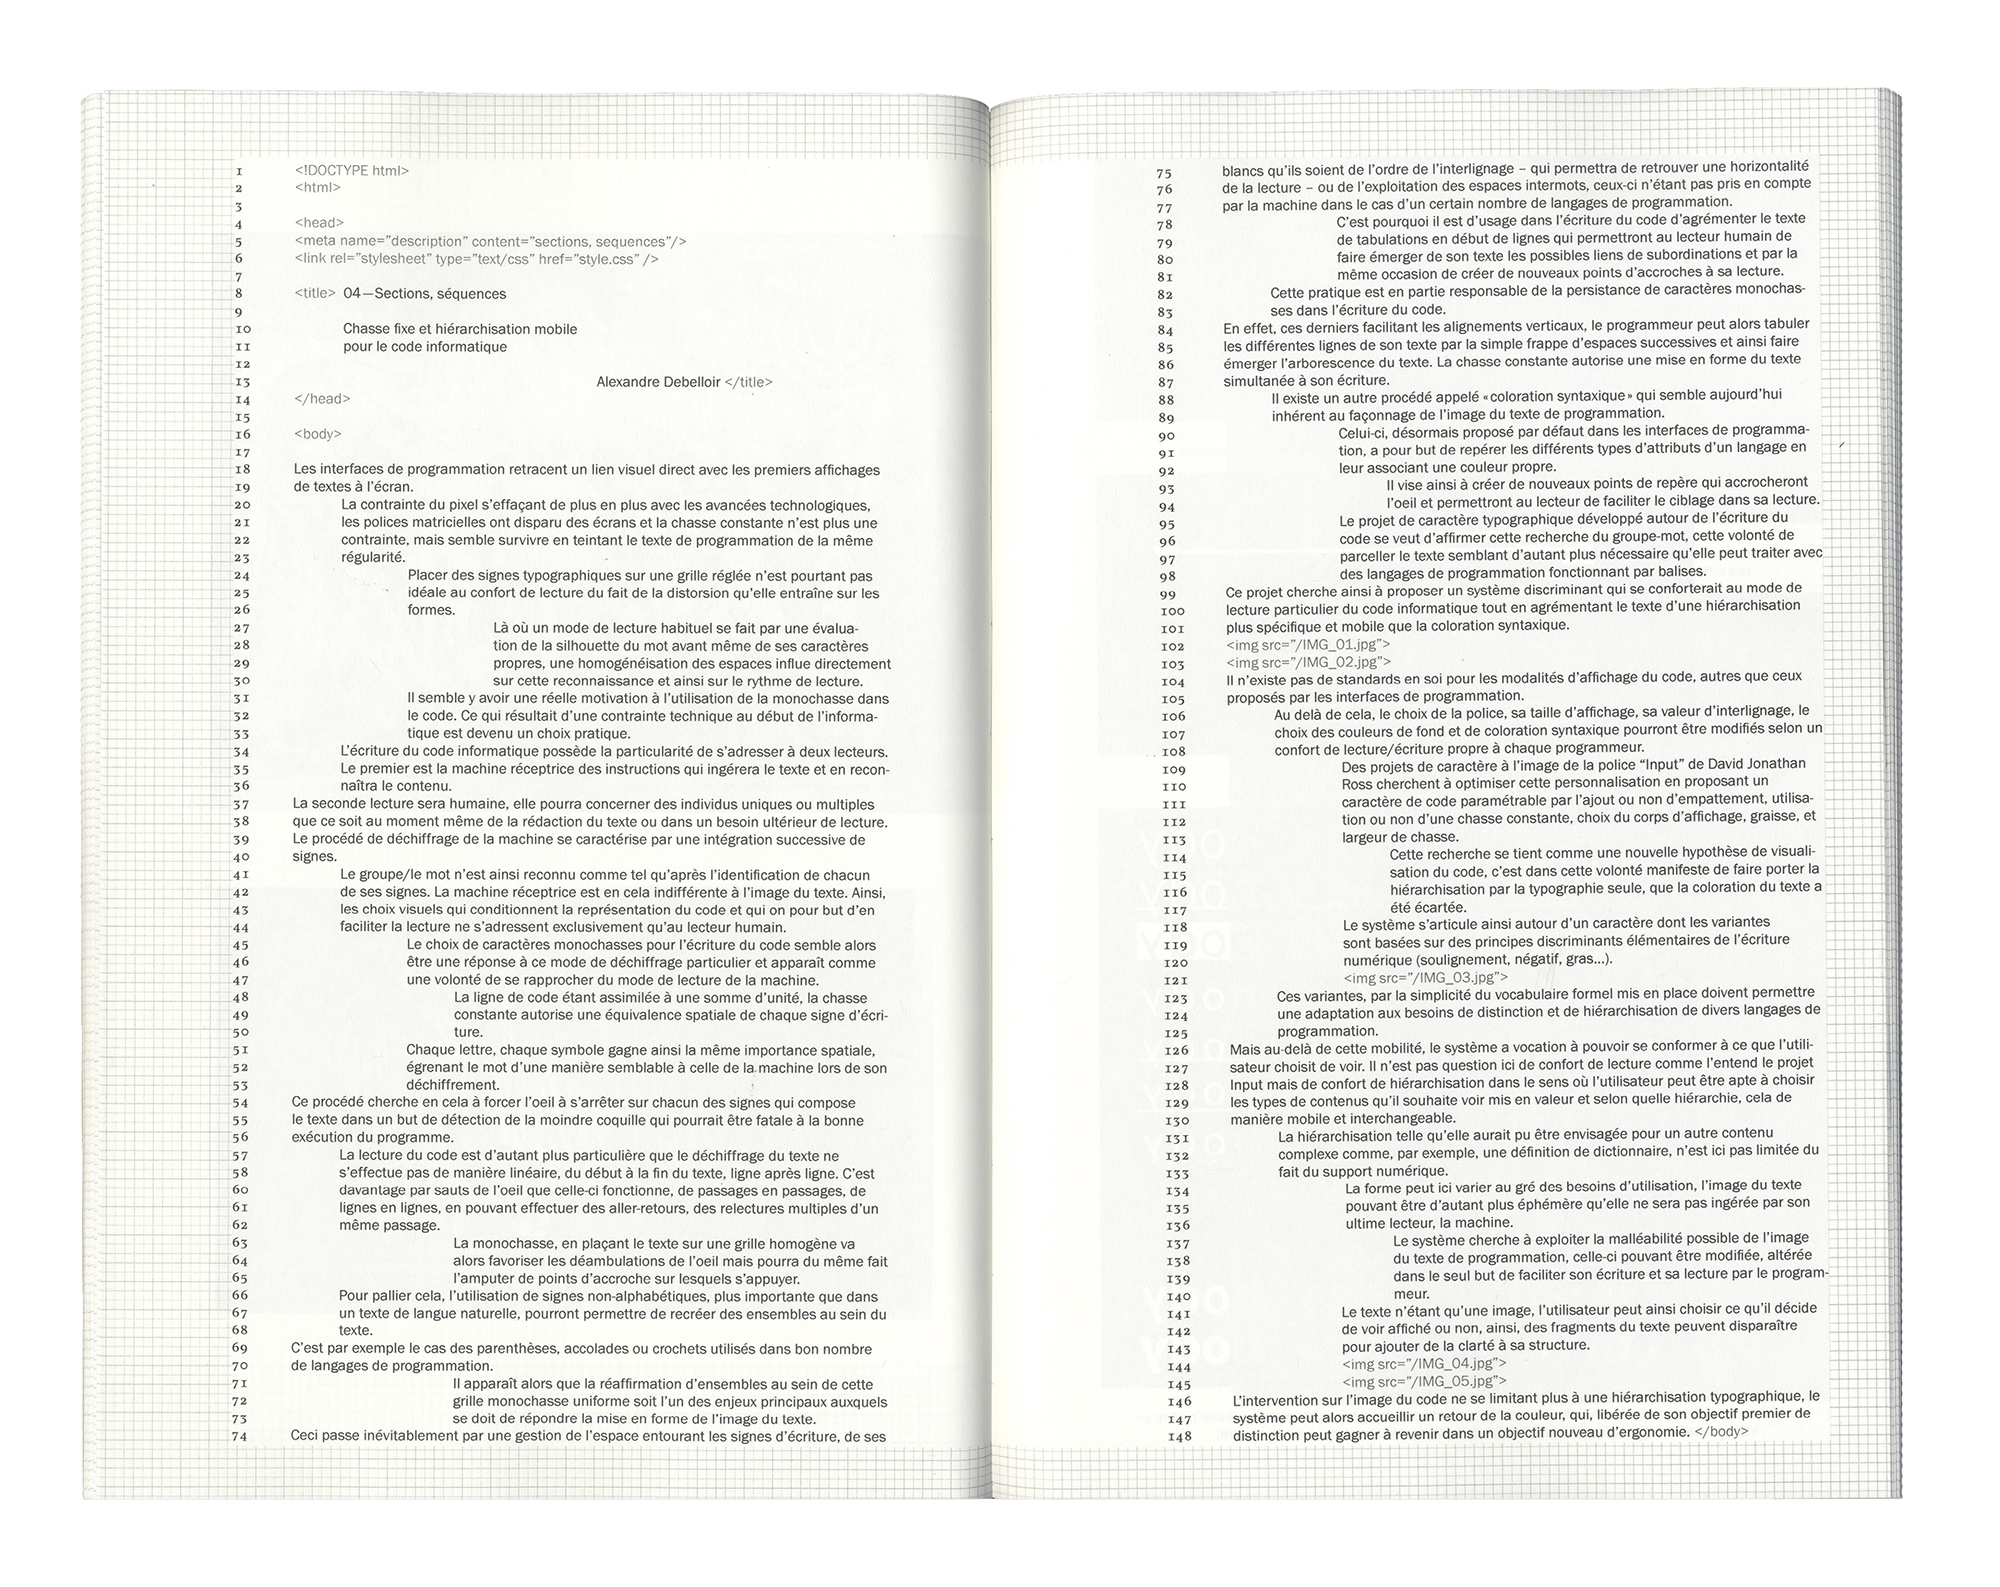 1 <!DOCTYPE html>
2 <html>
3
4 <head>
5 <meta name="description" content="sections, sequences"/>
6 <link rel="stylesheet" type="text/css" href="style.css" />
7
8 <title> 04—Sections, séquences
9
10 Chasse fixe et hiérarchisation mobile
11 pour le code informatique
12
13 Alexandre Debelloir </title>
14 </head>
15
16 <body>
17
18 Les interfaces de programmation retracent un lien visuel direct avec les premiers affichages
19 de textes à l'écran.
20 La contrainte du pixel s'effaçant de plus en plus avec les avancées technologiques,
21 les polices matricielles ont disparu des écrans et la chasse constante n'est plus une
22 contrainte, mais semble survivre en teintant le texte de programmation de la même
23 régularité.
24 Placer des signes typographiques sur une grille réglée n'est pourtant pas
25 idéale au confort de lecture du fait de la distorsion qu'elle entraîne sur les
26 formes.
27 Là où un mode de lecture habituel se fait par une évalua-
28 tion de la silhouette du mot avant même de ses caractères
29 propres, une homogénéisation des espaces influe directement
30 sur cette reconnaissance et ainsi sur le rythme de lecture.
31 Il semble y avoir une réelle motivation à l'utilisation de la monochasse dans
32 le code. Ce qui résultait d'une contrainte technique au début de l'informa-
33 tique est devenu un choix pratique.
34 L'écriture du code informatique possède la particularité de s'adresser à deux lecteurs.
35 Le premier est la machine réceptrice des instructions qui ingérera le texte et en recon-
36 naîtra le contenu.
37 La seconde lecture sera humaine, elle pourra concerner des individus uniques ou multiples
38 que ce soit au moment même de la rédaction du texte ou dans un besoin ultérieur de lecture.
39 Le procédé de déchiffrage de la machine se caractérise par une intégration successive de
40 signes.
41 Le groupe/le mot n'est ainsi reconnu comme tel qu'après l'identification de chacun
42 de ses signes. La machine réceptrice est en cela indifférente à l'image du texte. Ainsi,
43 les choix visuels qui conditionnent la représentation du code et qui on pour but d'en
44 faciliter la lecture ne s'adressent exclusivement qu'au lecteur humain.
45 Le choix de caractères monochasses pour l'écriture du code semble alors
46 être une réponse à ce mode de déchiffrage particulier et apparaît comme
47 une volonté de se rapprocher du mode de lecture de la machine.
48 La ligne de code étant assimilée à une somme d'unité, la chasse
49 constante autorise une équivalence spatiale de chaque signe d'écri-
50 ture.
51 Chaque lettre, chaque symbole gagne ainsi la même importance spatiale,
52 égrenant le mot d'une manière semblable à celle de la machine lors de son
53 déchiffrement.
54 Ce procédé cherche en cela à forcer l'oeil à s'arrêter sur chacun des signes qui compose
55 le texte dans un but de détection de la moindre coquille qui pourrait être fatale à la bonne
56 exécution du programme.
57 La lecture du code est d'autant plus particulière que le déchiffrage du texte ne
58 s'effectue pas de manière linéaire, du début à la fin du texte, ligne après ligne. C'est
60 davantage par sauts de l'oeil que celle-ci fonctionne, de passages en passages, de
61 lignes en lignes, en pouvant effectuer des aller-retours, des relectures multiples d'un
62 même passage.
63 La monochasse, en plaçant le texte sur une grille homogène va
64 alors favoriser les déambulations de l'oeil mais pourra du même fait
65 l'amputer de points d'accroche sur lesquels s'appuyer.
66 Pour pallier cela, l'utilisation de signes non-alphabétiques, plus importante que dans
67 un texte de langue naturelle, pourront permettre de recréer des ensembles au sein du
68 texte.
69 C'est par exemple le cas des parenthèses, accolades ou crochets utilisés dans bon nombre
70 de langages de programmation.
71 Il apparaît alors que la réaffirmation d'ensembles au sein de cette
72 grille monochasse uniforme soit l'un des enjeux principaux auxquels
73 se doit de répondre la mise en forme de l'image du texte.
74 Ceci passe inévitablement par une gestion de l'espace entourant les signes d'écriture, de ses
75 blancs qu'ils soient de l'ordre de l'interlignage – qui permettra de retrouver une horizontalité
76 de la lecture – ou de l'exploitation des espaces intermots, ceux-ci n'étant pas pris en compte
77 par la machine dans le cas d'un certain nombre de langages de programmation.
78 C'est pourquoi il est d'usage dans l'écriture du code d'agrémenter le texte
79 de tabulations en début de lignes qui permettront au lecteur humain de
80 faire émerger de son texte les possibles liens de subordinations et par la
81 même occasion de créer de nouveaux points d'accroches à sa lecture.
82 Cette pratique est en partie responsable de la persistance de caractères monochas-
83 ses dans l'écriture du code.
84 En effet, ces derniers facilitant les alignements verticaux, le programmeur peut alors tabuler
85 les différentes lignes de son texte par la simple frappe d'espaces successives et ainsi faire
86 émerger l'arborescence du texte. La chasse constante autorise une mise en forme du texte
87 simultanée à son écriture.
88 Il existe un autre procédé appelé «coloration syntaxique» qui semble aujourd'hui
89 inhérent au façonnage de l'image du texte de programmation.
90 Celui-ci, désormais proposé par défaut dans les interfaces de programma-
91 tion, a pour but de repérer les différents types d'attributs d'un langage en
92 leur associant une couleur propre.
93 Il vise ainsi à créer de nouveaux points de repère qui accrocheront
94 l'oeil et permettront au lecteur de faciliter le ciblage dans sa lecture.
95 Le projet de caractère typographique développé autour de l'écriture du
96 code se veut d'affirmer cette recherche du groupe-mot, cette volonté de
97 parceller le texte semblant d'autant plus nécessaire qu'elle peut traiter avec
98 des langages de programmation fonctionnant par balises.
99 Ce projet cherche ainsi à proposer un système discriminant qui se conforterait au mode de
100 lecture particulier du code informatique tout en agrémentant le texte d'une hiérarchisation
101 plus spécifique et mobile que la coloration syntaxique.
102 <img src="/IMG_01.jpg">
103 <img src="/IMG_02.jpg">
104 Il n'existe pas de standards en soi pour les modalités d'affichage du code, autres que ceux
105 proposés par les interfaces de programmation.
106 Au delà de cela, le choix de la police, sa taille d'affichage, sa valeur d'interlignage, le
107 choix des couleurs de fond et de coloration syntaxique pourront être modifiés selon un
108 confort de lecture/écriture propre à chaque programmeur.
109 Des projets de caractère à l'image de la police "Input" de David Jonathan
110 Ross cherchent à optimiser cette personnalisation en proposant un
111 caractère de code paramétrable par l'ajout ou non d'empattement, utilisa-
112 tion ou non d'une chasse constante, choix du corps d'affichage, graisse, et
113 largeur de chasse.
114 Cette recherche se tient comme une nouvelle hypothèse de visuali-
115 sation du code, c'est dans cette volonté manifeste de faire porter la
116 hiérarchisation par la typographie seule, que la coloration du texte a
117 été écartée.
118 Le système s'articule ainsi autour d'un caractère dont les variantes
119 sont basées sur des principes discriminants élémentaires de l'écriture
120 numérique (soulignement, négatif, gras...).
121 <img src="/IMG_03.jpg">
123 Ces variantes, par la simplicité du vocabulaire formel mis en place doivent permettre
124 une adaptation aux besoins de distinction et de hiérarchisation de divers langages de
125 programmation.
126 Mais au-delà de cette mobilité, le système a vocation à pouvoir se conformer à ce que l'utili-
127 sateur choisit de voir. Il n'est pas question ici de confort de lecture comme l'entend le projet
128 Input mais de confort de hiérarchisation dans le sens où l'utilisateur peut être apte à choisir
129 les types de contenus qu'il souhaite voir mis en valeur et selon quelle hiérarchie, cela de
130 manière mobile et interchangeable.
131 La hiérarchisation telle qu'elle aurait pu être envisagée pour un autre contenu
132 complexe comme, par exemple, une définition de dictionnaire, n'est ici pas limitée du
133 fait du support numérique.
134 La forme peut ici varier au gré des besoins d'utilisation, l'image du texte
135 pouvant être d'autant plus éphémère qu'elle ne sera pas ingérée par son
136 ultime lecteur, la machine.
137 Le système cherche à exploiter la malléabilité possible de l'image
138 du texte de programmation, celle-ci pouvant être modifiée, altérée
139 dans le seul but de faciliter son écriture et sa lecture par le program-
140 meur.
141 Le texte n'étant qu'une image, l'utilisateur peut ainsi choisir ce qu'il décide
142 de voir affiché ou non, ainsi, des fragments du texte peuvent disparaître
143 pour ajouter de la clarté à sa structure.
144 <img src="/IMG_04.jpg">
145 <img src="/IMG_05.jpg">
146 L'intervention sur l'image du code ne se limitant plus à une hiérarchisation typographique, le
147 système peut alors accueillir un retour de la couleur, qui, libérée de son objectif premier de
148 distinction peut gagner à revenir dans un objectif nouveau d'ergonomie. </body>